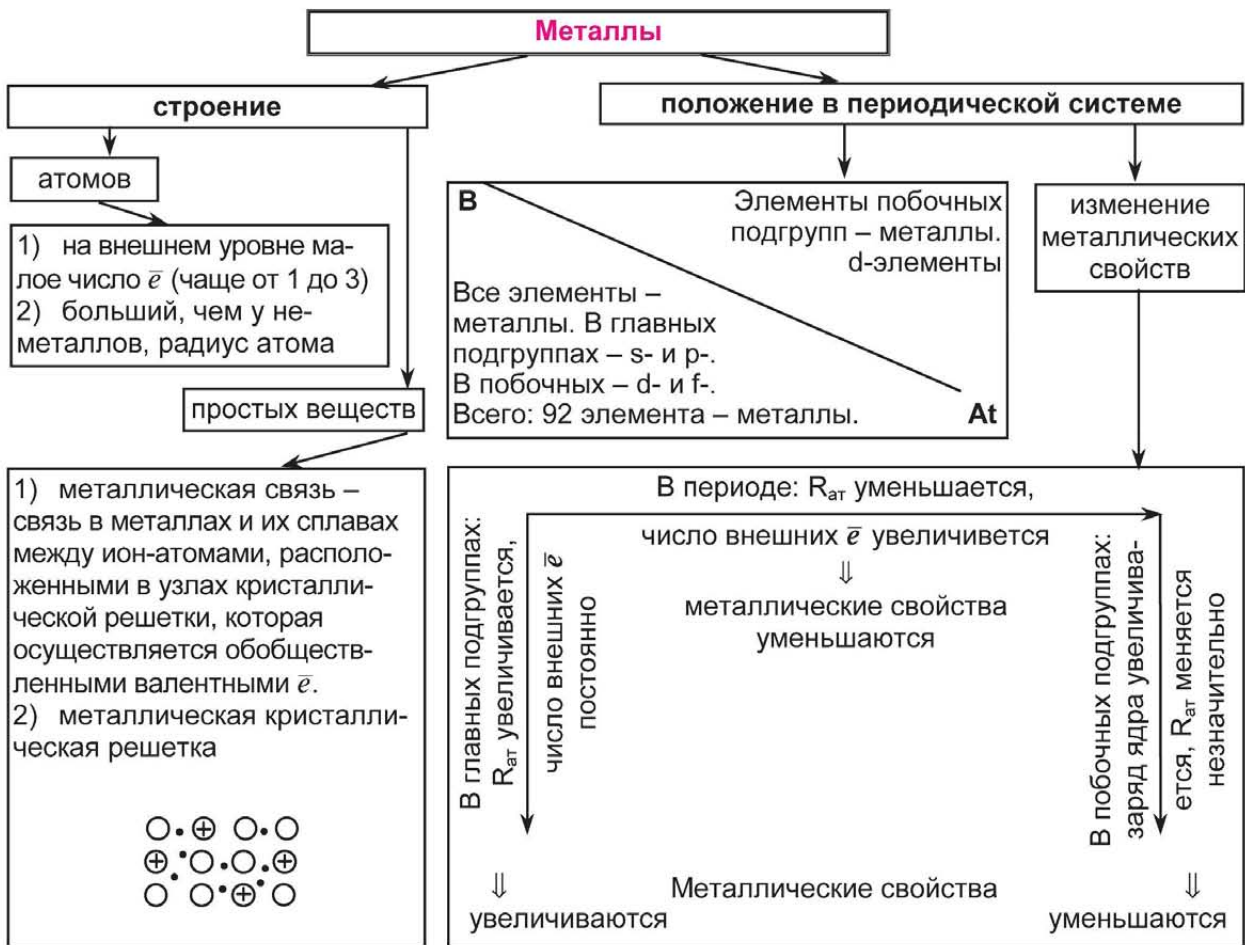 Металлы
строение
атомов
1) на внешнем уровне ма-
лое число ē (чаще от 1 до 3)
2) больший, чем у не-
металлов, радиус атома
простых веществ
1) металлическая связь –
связь в металлах и их сплавах
между ион-атомами, располо-
женными в узлах кристалли-
ческой решетки, которая
осуществляется обобществ-
ленными валентными ē.
2) металлическая кристалли-
ческая решетка
положение в периодической системе
B
Элементы побочных
подгрупп – металлы.
d-элементы
Все элементы –
металлы. В главных
подгруппах – s- и p-.
В побочных – d- и f-.
Всего: 92 элемента – металлы.
At
изменение
металлических
свойств
В периоде: Rат уменьшается,
число внешних ē увеличивется
⇓
металлические свойства
уменьшаются
В главных подгруппах:
Rат увеличивается,
число внешних ē
постоянно
В побочных подгруппах:
заряд ядра увеличива-
ется, Rат меняется
незначительно
⇓ Металлические свойства ⇓
увеличиваются уменьшаются